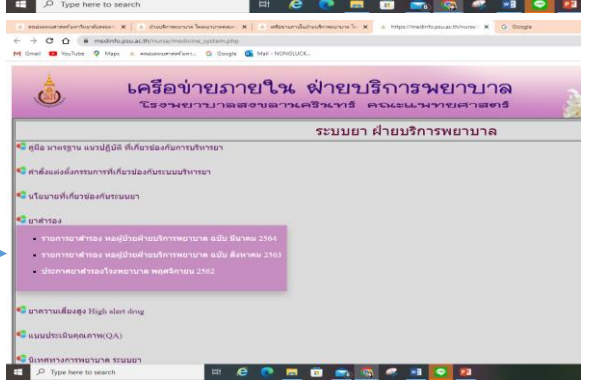 Type here to search
medinfo.psu.ac.th/nurse/medicine_system.php
Gmail YouTube Maps Google Mail - NONGLUCK...
เครือข่ายภายใน ฝ่ายบริการพยาบาล
โรงพยาบาลสงขลานครินทร์ คณะแพทยศาสตร์
ระบบยา ฝ่ายบริการพยาบาล
คู่มือ มาตรฐาน แนวปฏิบัติ ที่เกี่ยวข้องกับการบริหารยา
คำสั่งแต่งตั้งกรรมการที่เกี่ยวข้องกับระบบบริหารยา
นโยบายที่เกี่ยวข้องกับระบบยา
ยาสำรอง
รายการยาสำรอง หอผู้ป่วยฝ่ายบริการพยาบาล ฉบับ มีนาคม 2564
รายการยาสำรอง หอผู้ป่วยฝ่ายบริการพยาบาล ฉบับ สิงหาคม 2563
ประกาศยาสำรองโรงพยาบาล พฤศจิกายน 2562
ยาความเสี่ยงสูง High alert drug
แบบประเมินคุณภาพ(QA)
นิเทศทางการพยาบาล ระบบยา
Type here to search